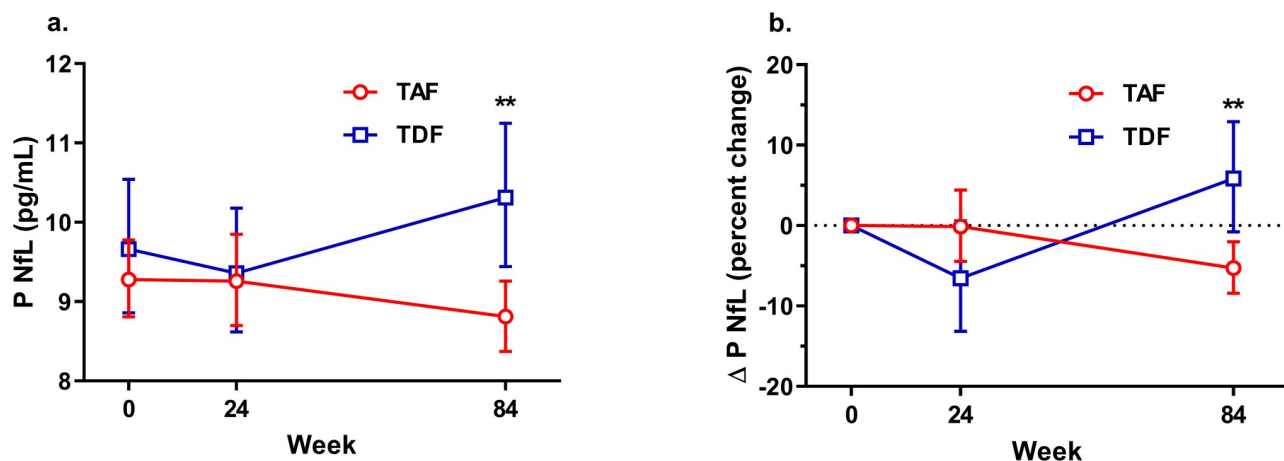 a.
12
11
10
9
8
P NfL (pg/mL)
TAF
TDF
**
0
24
84
Week
b.
20
10
0
-10
-20
Δ P NfL (percent change)
TAF
TDF
**
0
24
84
Week